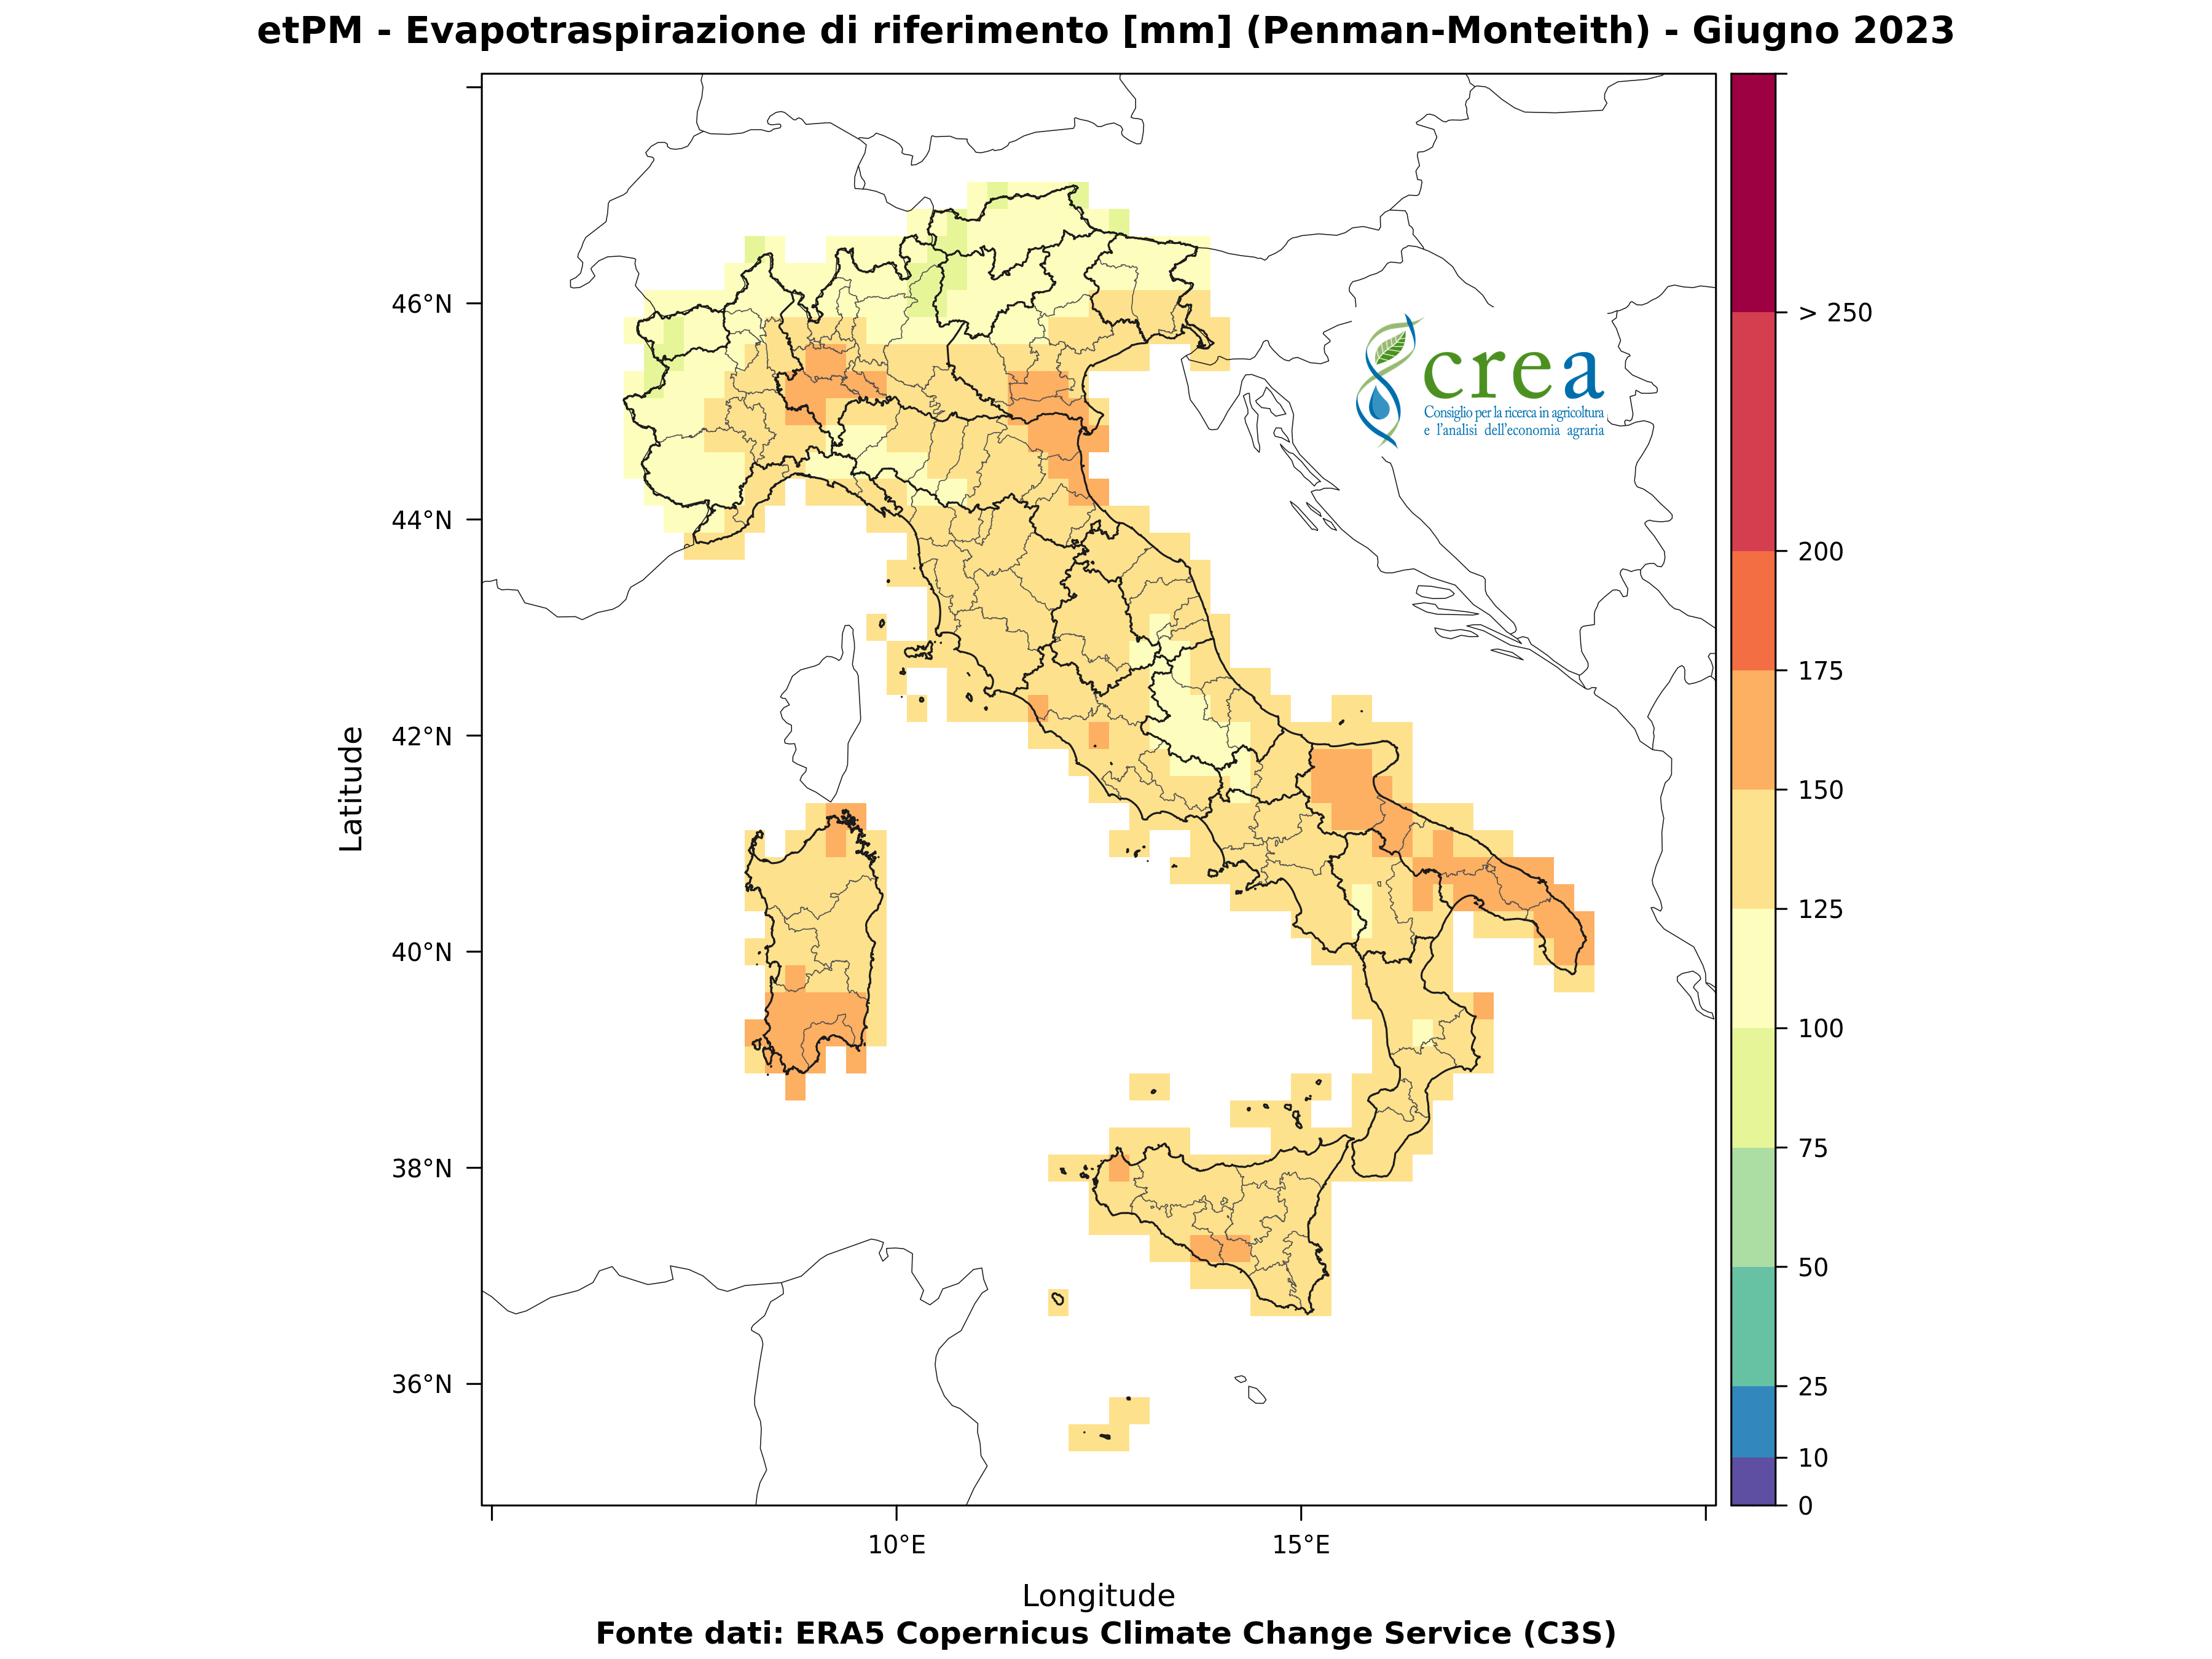 etPM - Evapotraspirazione di riferimento [mm] (Penman-Monteith) - Giugno 2023
> 250
200
175
150
125
100
75
50
25
10
0
46°N
44°N
42°N
40°N
38°N
36°N
Latitude
crea
Consiglio per la ricerca in agricoltura
e l'analisi dell'economia agraria
10°E
15°E
Longitude
Fonte dati: ERA5 Copernicus Climate Change Service (C3S)